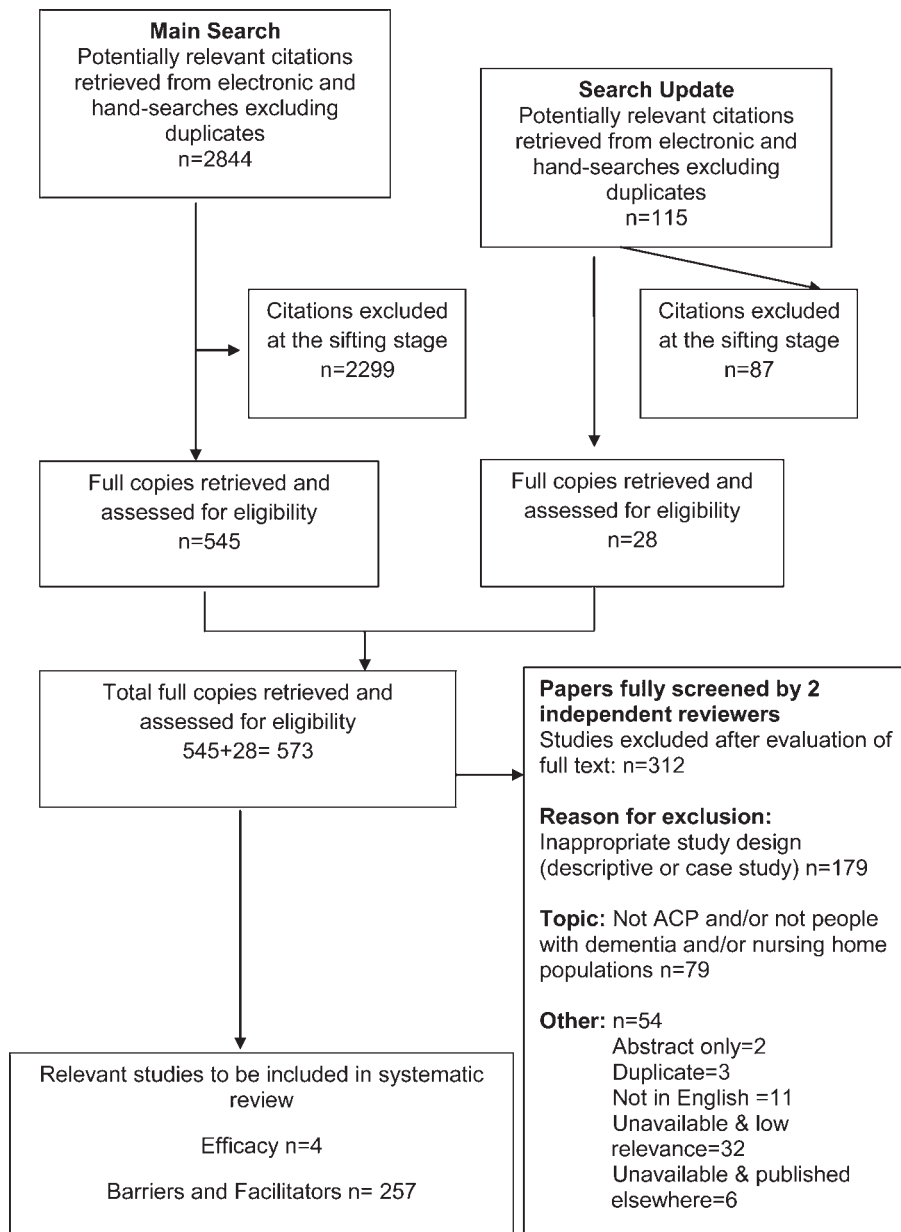 Main Search
Potentially relevant citations
retrieved from electronic and
hand-searches excluding
duplicates
n=2844
Search Update
Potentially relevant citations
retrieved from electronic and
hand-searches excluding
duplicates
n=115
Citations excluded
at the sifting stage
n=2299
Citations excluded
at the sifting stage
n=87
Full copies retrieved and
assessed for eligibility
n=545
Full copies retrieved and
assessed for eligibility
n=28
Total full copies retrieved and
assessed for eligibility
545+28= 573
Papers fully screened by 2
independent reviewers
Studies excluded after evaluation of
full text: n=312
Reason for exclusion:
Inappropriate study design
(descriptive or case study) n=179
Topic: Not ACP and/or not people
with dementia and/or nursing home
populations n=79
Other: n=54
Abstract only=2
Duplicate=3
Not in English =11
Unavailable & low
relevance=32
Unavailable & published
elsewhere=6
Relevant studies to be included in systematic
review
Efficacy n=4
Barriers and Facilitators n= 257